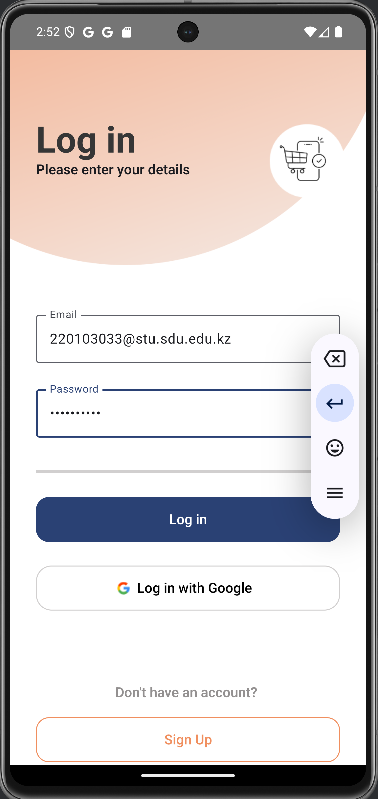 2:52
Log in
Please enter your details
Email
220103033@stu.sdu.edu.kz
Password
••••••••••
Log in
Log in with Google
Don't have an account?
Sign Up